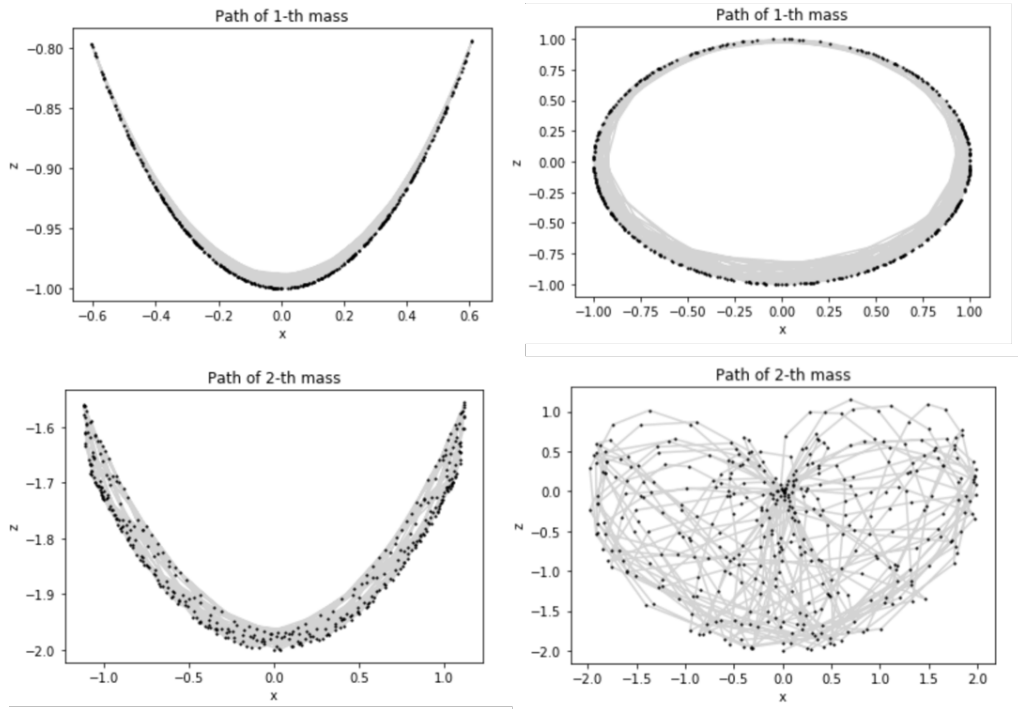 Path of 1-th mass
z
−0.80
−0.85
−0.90
−0.95
−1.00
−0.6 −0.4 −0.2 0.0 0.2 0.4 0.6
x
Path of 1-th mass
z
1.00
0.75
0.50
0.25
0.00
−0.25
−0.50
−0.75
−1.00
−1.00 −0.75 −0.50 −0.25 0.00 0.25 0.50 0.75 1.00
x
Path of 2-th mass
z
−1.6
−1.7
−1.8
−1.9
−2.0
−1.0 −0.5 0.0 0.5 1.0
x
Path of 2-th mass
z
1.0
0.5
0.0
−0.5
−1.0
−1.5
−2.0
−2.0 −1.5 −1.0 −0.5 0.0 0.5 1.0 1.5 2.0
x